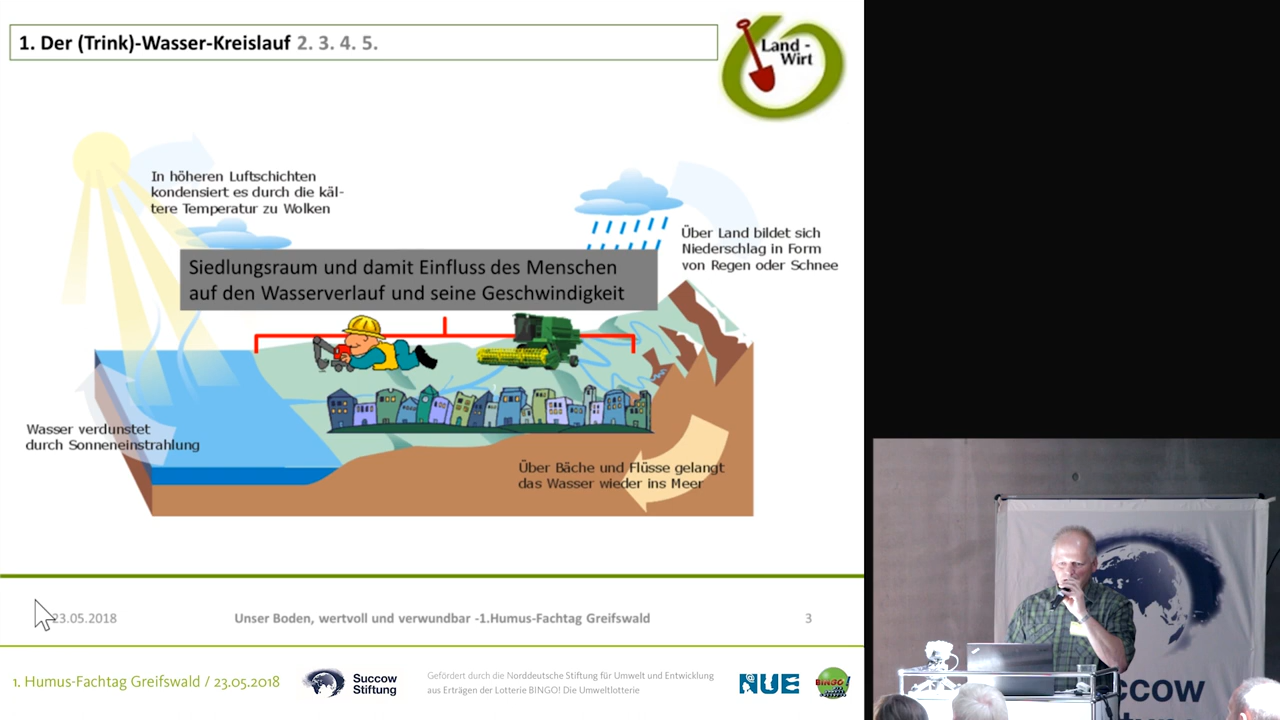 1. Der (Trink)-Wasser-Kreislauf 2. 3. 4. 5.
Land -
Wirt
In höheren Luftschichten
kondensiert es durch die käl-
tere Temperatur zu Wolken
Über Land bildet sich
Niederschlag in Form
von Regen oder Schnee
Siedlungsraum und damit Einfluss des Menschen
auf den Wasserverlauf und seine Geschwindigkeit
Wasser verdunstet
durch Sonneneinstrahlung
Über Bäche und Flüsse gelangt
das Wasser wieder ins Meer
23.05.2018
Unser Boden, wertvoll und verwundbar -1.Humus-Fachtag Greifswald
3
1. Humus-Fachtag Greifswald / 23.05.2018
Succow
Stiftung
Gefördert durch die Norddeutsche Stiftung für Umwelt und Entwicklung
aus Erträgen der Lotterie BINGO! Die Umweltlotterie
NUE
BINGO!
ccow